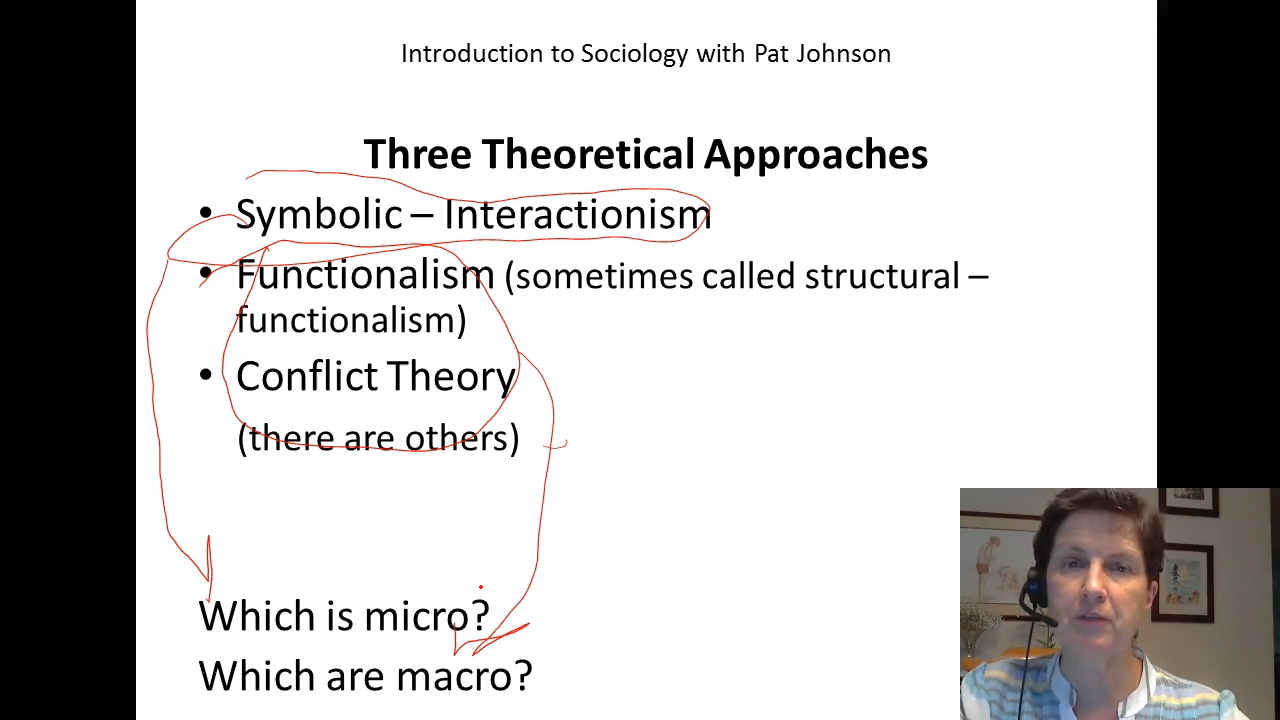 Introduction to Sociology with Pat Johnson
Three Theoretical Approaches
• Symbolic – Interactionism
• Functionalism (sometimes called structural –
functionalism)
• Conflict Theory
(there are others)
Which is micro?
Which are macro?